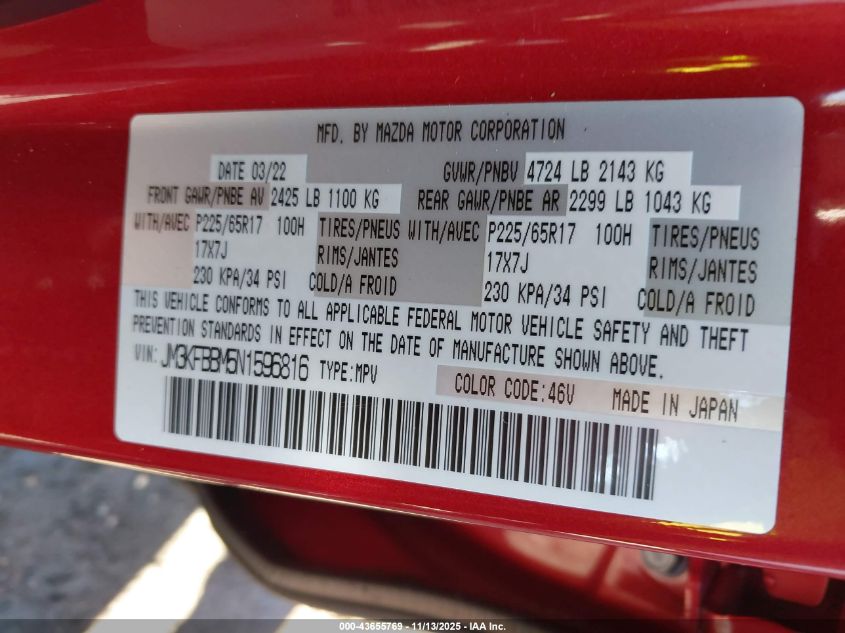 MFD. BY MAZDA MOTOR CORPORATION
DATE 03/22 GVWR/PNBV 4724 LB 2143 KG
FRONT GAWR/PNBE AV 2425 LB 1100 KG REAR GAWR/PNBE AR 2299 LB 1043 KG
WITH/AVEC P225/65R17 100H TIRES/PNEUS WITH/AVEC P225/65R17 100H TIRES/PNEUS
17X7J RIMS/JANTES 17X7J RIMS/JANTES
230 KPA/34 PSI COLD/A FROID 230 KPA/34 PSI COLD/A FROID
THIS VEHICLE CONFORMS TO ALL APPLICABLE FEDERAL MOTOR VEHICLE SAFETY AND THEFT
PREVENTION STANDARDS IN EFFECT ON THE DATE OF MANUFACTURE SHOWN ABOVE.
VIN: JM3KFBBM5N1596816 TYPE:MPV
COLOR CODE:46V MADE IN JAPAN
000-43655769 - 11/13/2025 - IAA Inc.